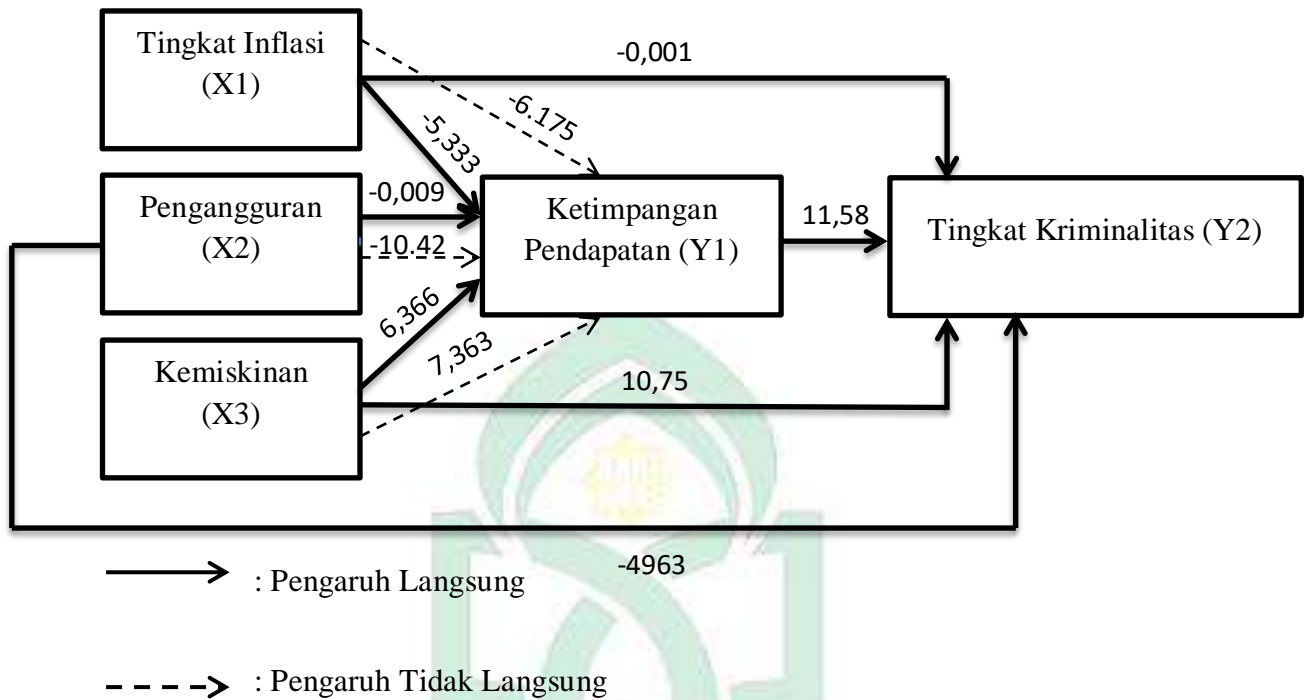 Tingkat Inflasi
(X1)
-0,001
-6.175
-5,333
Pengangguran
(X2)
-0,009
-10.42
Ketimpangan
Pendapatan (Y1)
11,58
Tingkat Kriminalitas (Y2)
6,366
7,363
Kemiskinan
(X3)
10,75
-4963
: Pengaruh Langsung
: Pengaruh Tidak Langsung